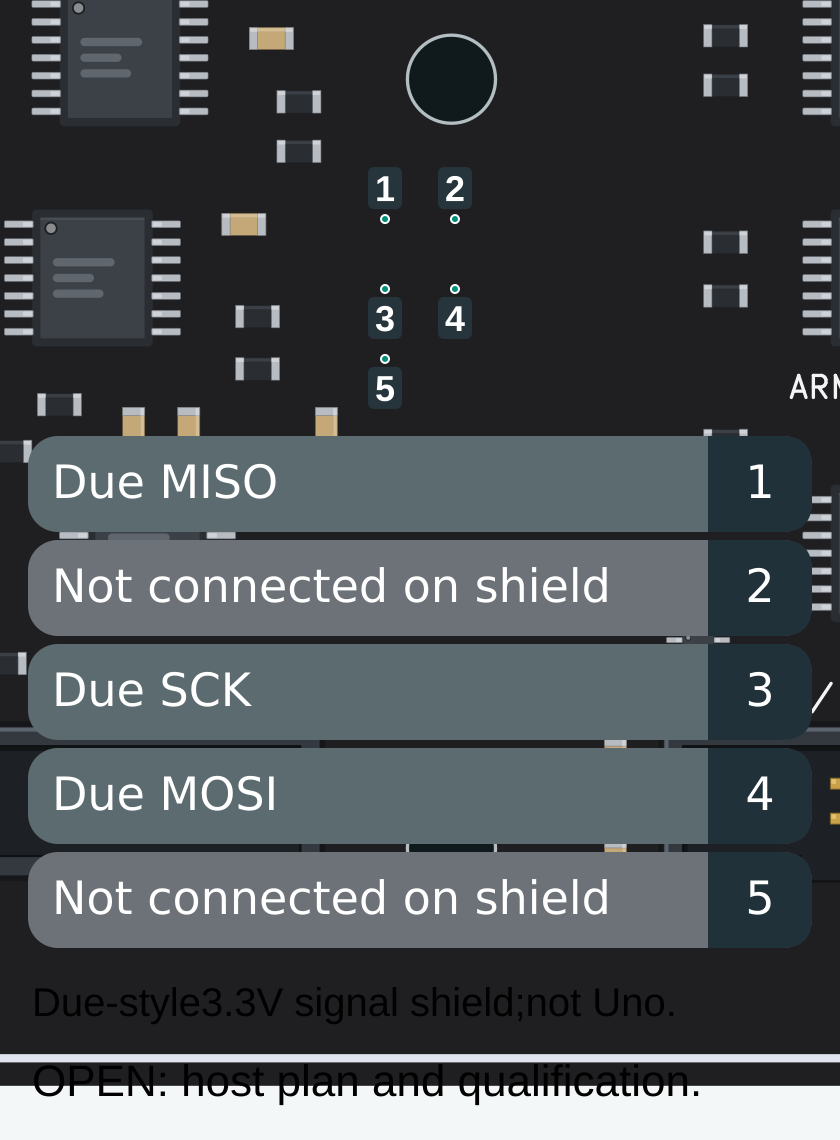 1 2
3 4
5
ARM
Due MISO 1
Not connected on shield 2
Due SCK 3
Due MOSI 4
Not connected on shield 5
Due-style3.3V signal shield;not Uno.
OPEN: host plan and qualification.